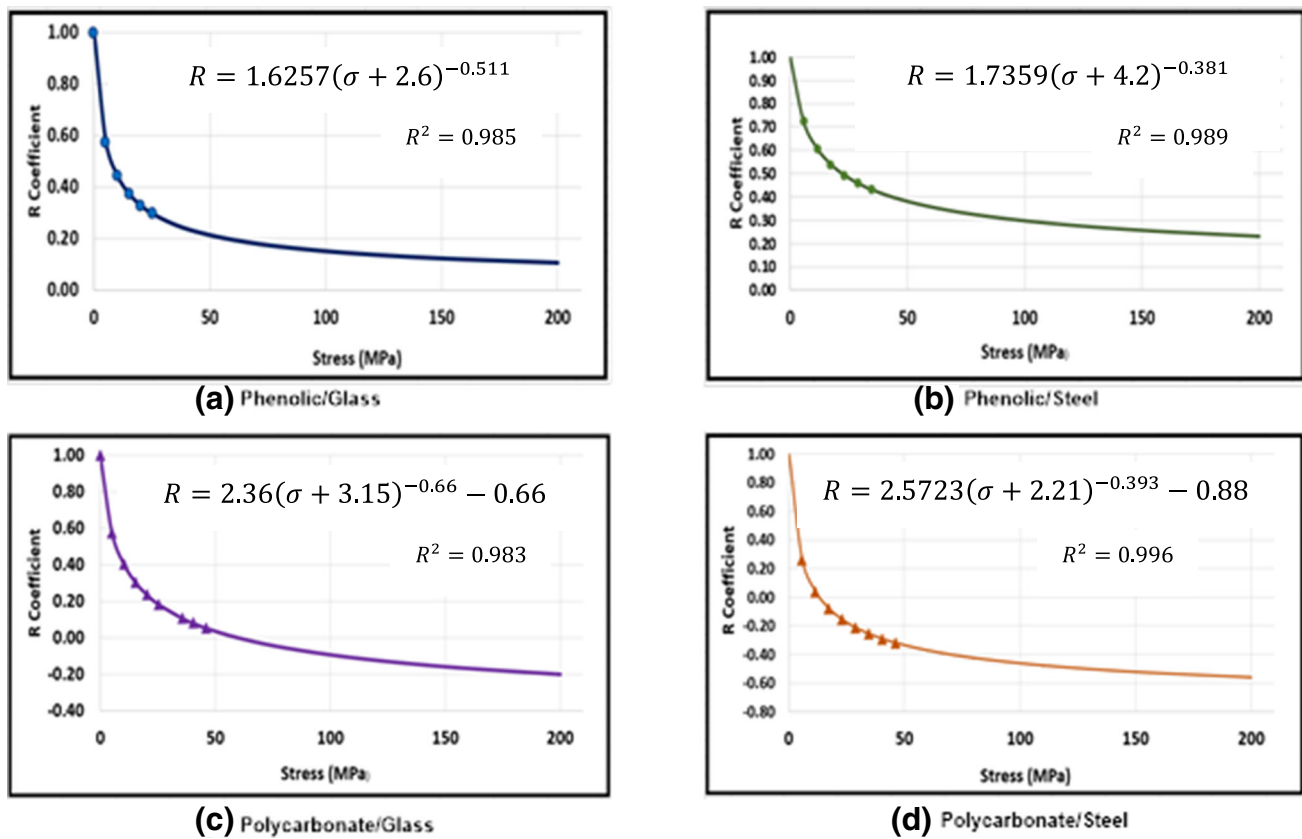 1.00
0.80
0.60
0.40
0.20
0.00
R Coefficient
R = 1.6257(σ + 2.6)^{-0.511}
R² = 0.985
0 50 100 150 200
Stress (MPa)
(a) Phenolic/Glass
1.00
0.90
0.80
0.70
0.60
0.50
0.40
0.30
0.20
0.10
0.00
R Coefficient
R = 1.7359(σ + 4.2)^{-0.381}
R² = 0.989
0 50 100 150 200
Stress (MPa)
(b) Phenolic/Steel
1.00
0.80
0.60
0.40
0.20
0.00
-0.20
-0.40
R Coefficient
R = 2.36(σ + 3.15)^{-0.66} − 0.66
R² = 0.983
0 50 100 150 200
Stress (MPa)
(c) Polycarbonate/Glass
1.00
0.80
0.60
0.40
0.20
0.00
-0.20
-0.40
-0.60
-0.80
R Coefficient
R = 2.5723(σ + 2.21)^{-0.393} − 0.88
R² = 0.996
0 50 100 150 200
Stress (MPa)
(d) Polycarbonate/Steel